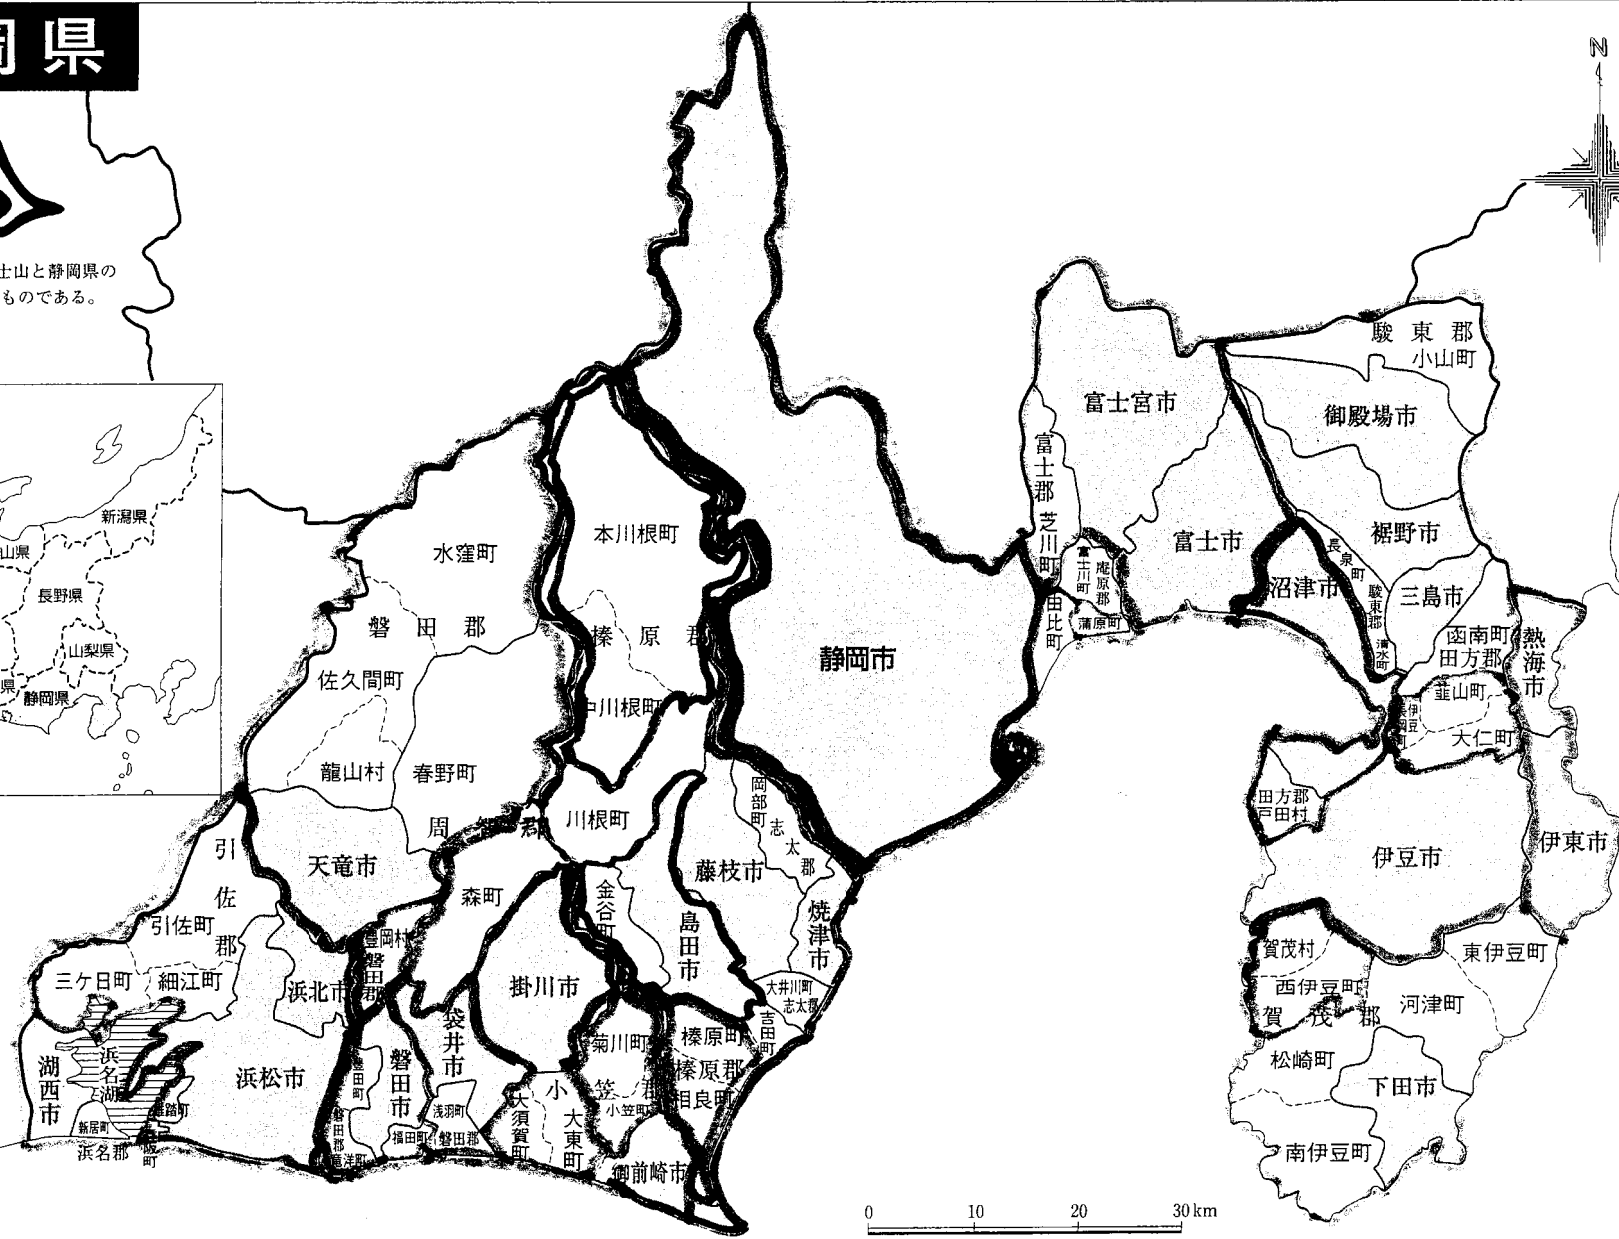 岡県
士山と静岡県の
ものである。
N
新潟県
山県
長野県
山梨県
県
静岡県
駿東郡
小山町
御殿場市
富士宮市
富士郡
芝川町
富士市
裾野市
長泉町
駿東郡
清水町
沼津市
三島市
函南町
田方郡
韮山町
大仁町
熱海市
伊東市
伊豆市
田方郡
戸田村
富士川町
庵原郡
蒲原町
由比町
静岡市
本川根町
榛原郡
中川根町
川根町
水窪町
磐田郡
佐久間町
龍山村
春野町
周智郡
森町
天竜市
引佐郡
引佐町
三ケ日町
細江町
浜北市
豊岡村
磐田郡
湖西市
浜名湖
新居町
浜名郡
浜松市
豊田町
磐田郡
竜洋町
磐田市
福田町
浅羽町
磐田郡
袋井市
掛川市
大須賀町
大東町
小笠郡
菊川町
小笠町
御前崎市
金谷町
島田市
藤枝市
岡部町
志太郡
焼津市
大井川町
志太郡
吉田町
榛原町
榛原郡
相良町
賀茂村
西伊豆町
賀茂郡
東伊豆町
河津町
松崎町
下田市
南伊豆町
0 10 20 30km